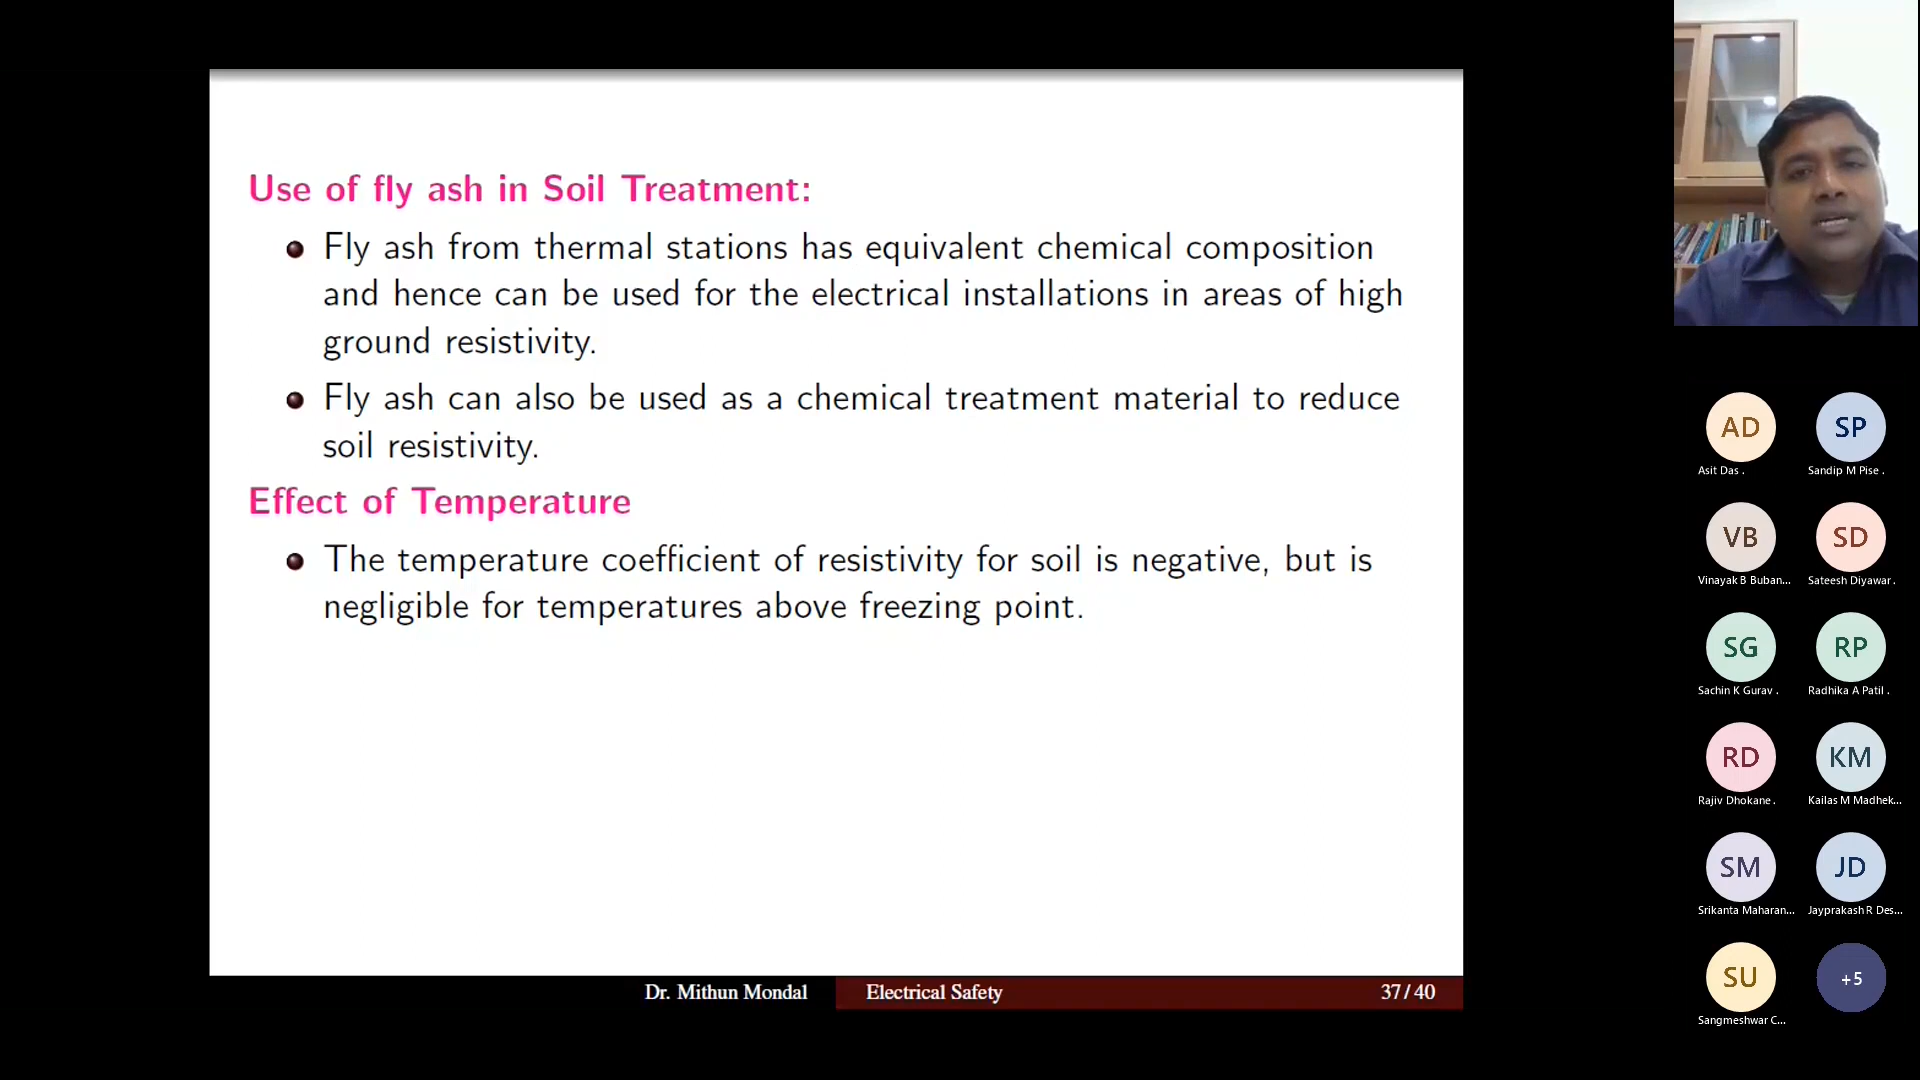 Use of fly ash in Soil Treatment:
Fly ash from thermal stations has equivalent chemical composition
and hence can be used for the electrical installations in areas of high
ground resistivity.
Fly ash can also be used as a chemical treatment material to reduce
soil resistivity.
Effect of Temperature
The temperature coefficient of resistivity for soil is negative, but is
negligible for temperatures above freezing point.
Dr. Mithun Mondal
Electrical Safety
37/40
AD
SP
Asit Das .
Sandip M Pise .
VB
SD
Vinayak B Buban...
Sateesh Diyawar .
SG
RP
Sachin K Gurav .
Radhika A Patil .
RD
KM
Rajiv Dhokane .
Kailas M Madhek...
SM
JD
Srikanta Maharan...
Jayprakash R Des...
SU
+5
Sangmeshwar C...